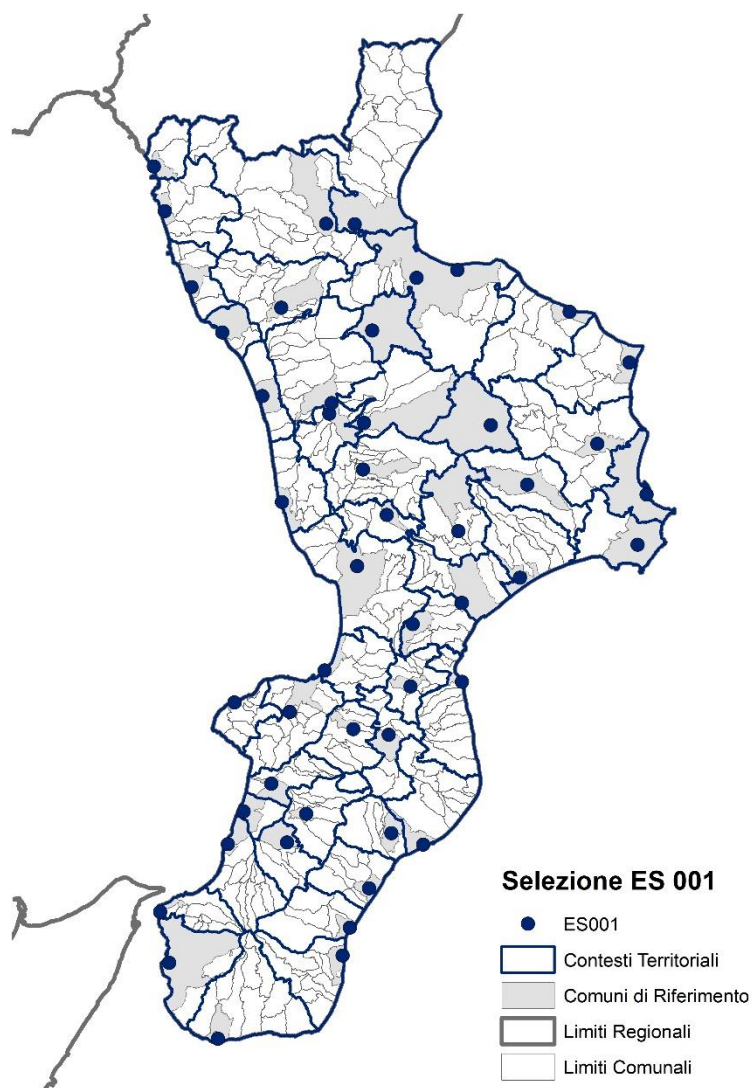 Selezione ES 001
ES001
Contesti Territoriali
Comuni di Riferimento
Limiti Regionali
Limiti Comunali